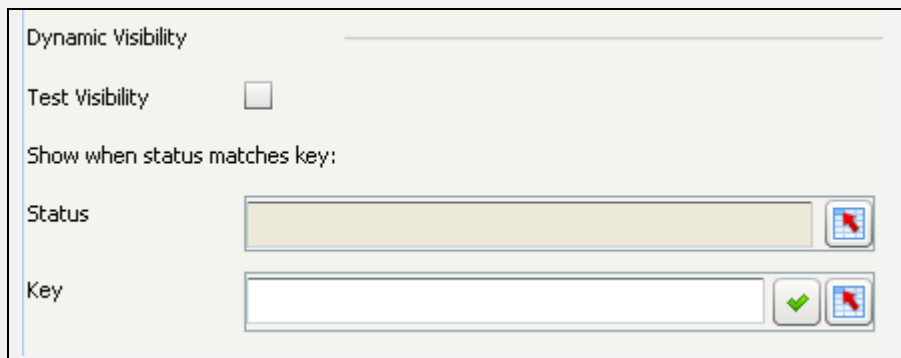 Dynamic Visibility
Test Visibility
Show when status matches key:
Status
Key